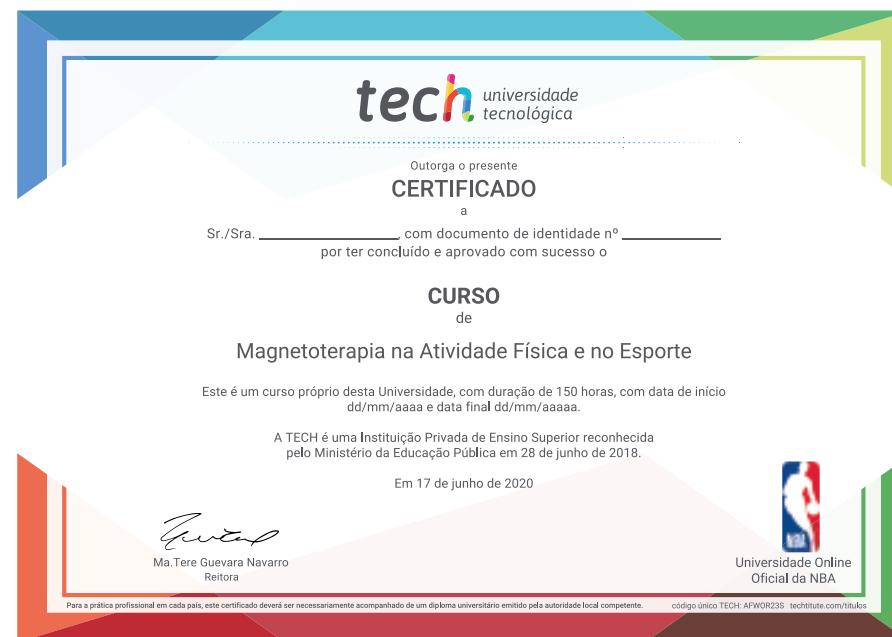 tech universidade
tecnológica
Outorga o presente
CERTIFICADO
a
Sr./Sra. ____________, com documento de identidade nº ____________
por ter concluído e aprovado com sucesso o
CURSO
de
Magnetoterapia na Atividade Física e no Esporte
Este é um curso próprio desta Universidade, com duração de 150 horas, com data de início
dd/mm/aaaa e data final dd/mm/aaaaa.
A TECH é uma Instituição Privada de Ensino Superior reconhecida
pelo Ministério da Educação Pública em 28 de junho de 2018.
Em 17 de junho de 2020
Ma.Tere Guevara Navarro
Reitora
NBA
Universidade Online
Oficial da NBA
Para a prática profissional em cada país, este certificado deverá ser necessariamente acompanhado de um diploma universitário emitido pela autoridade local competente.
código único TECH: AFWOR23S techtitute.com/titulos